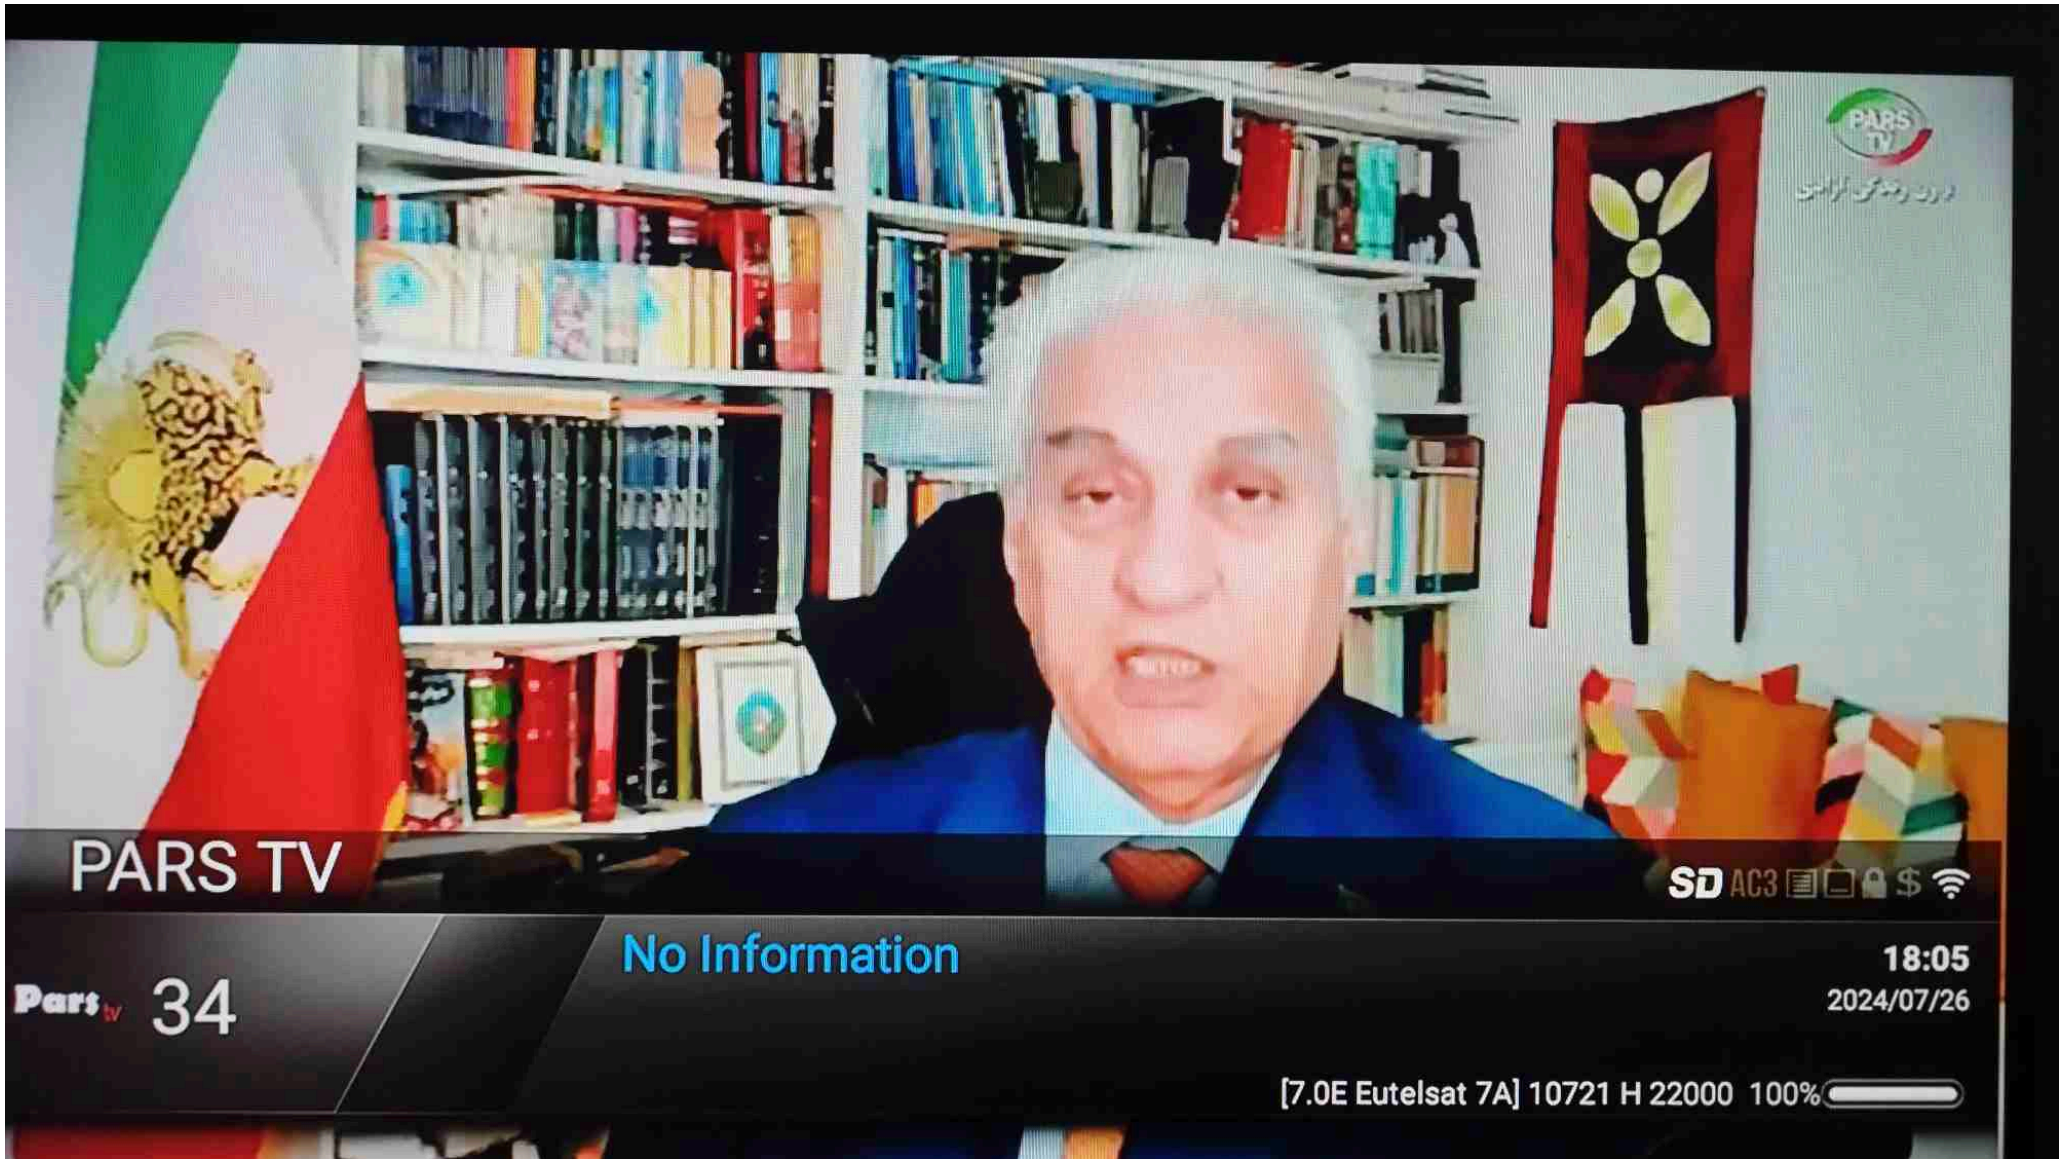 PARS
TV
PARS TV
SD AC3 $
No Information
18:05
Pars tv 34
2024/07/26
[7.0E Eutelsat 7A] 10721 H 22000 100%